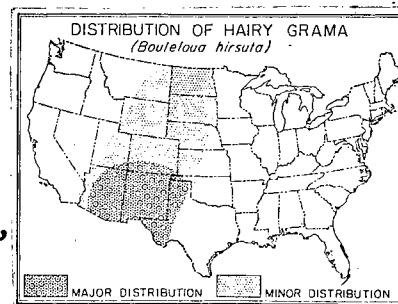 DISTRIBUTION OF HAIRY GRAMA
(Bouteloua hirsuta)
MAJOR DISTRIBUTION MINOR DISTRIBUTION